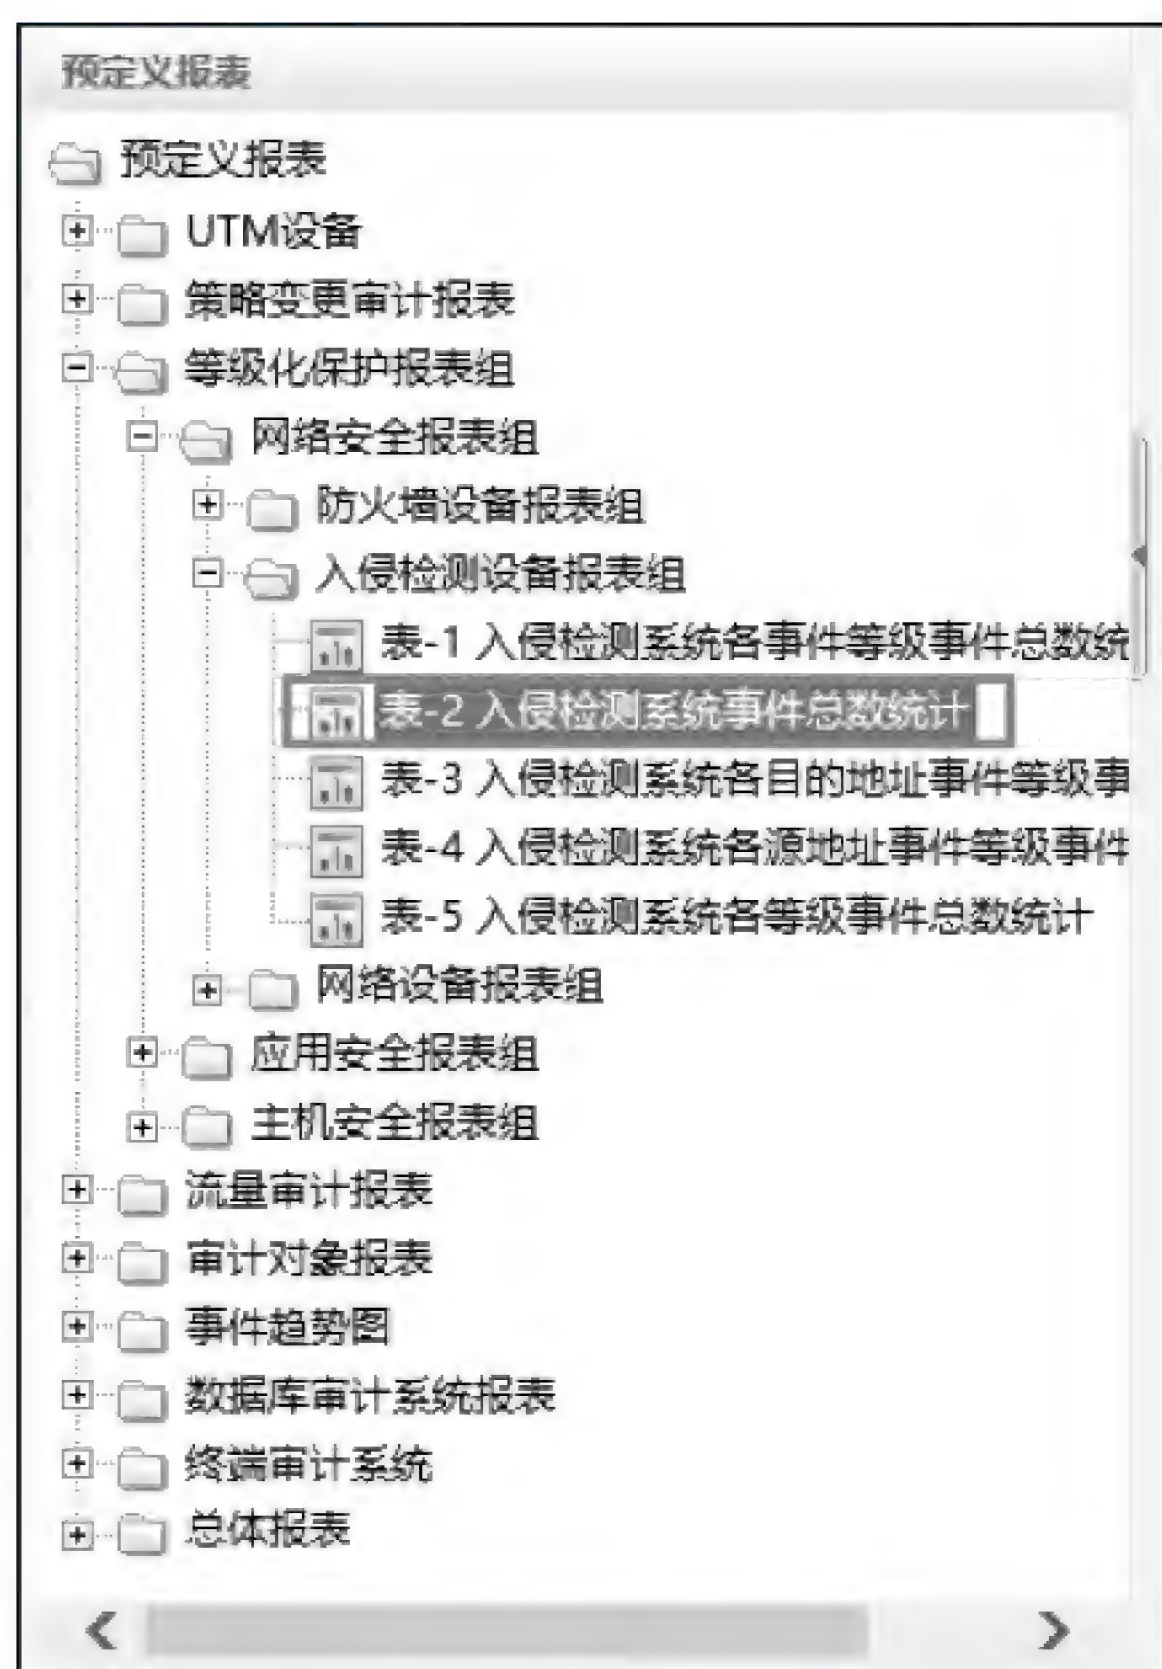 预定义报表
预定义报表
UTM设备
策略变更审计报表
等级化保护报表组
网络安全报表组
防火墙设备报表组
入侵检测设备报表组
表-1 入侵检测系统各事件等级事件总数统
表-2 入侵检测系统事件总数统计
表-3 入侵检测系统各目的地址事件等级事
表-4 入侵检测系统各源地址事件等级事件
表-5 入侵检测系统各等级事件总数统计
网络设备报表组
应用安全报表组
主机安全报表组
流量审计报表
审计对象报表
事件趋势图
数据库审计系统报表
终端审计系统
总体报表